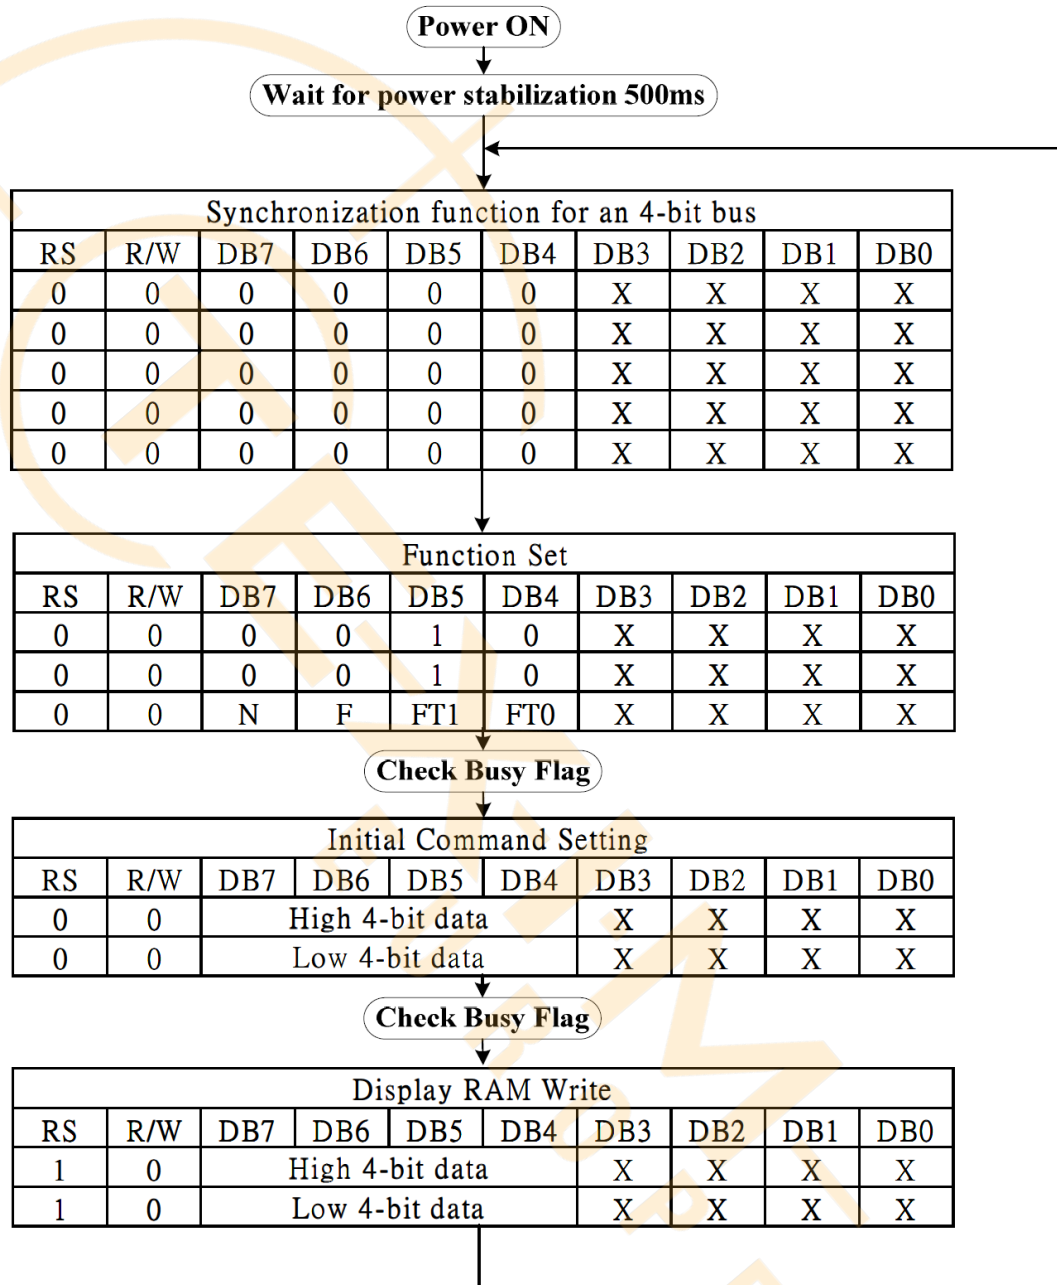 Power ON
Wait for power stabilization 500ms
Synchronization function for an 4-bit bus
RS R/W DB7 DB6 DB5 DB4 DB3 DB2 DB1 DB0
0 0 0 0 0 0 X X X X
0 0 0 0 0 0 X X X X
0 0 0 0 0 0 X X X X
0 0 0 0 0 0 X X X X
0 0 0 0 0 0 X X X X
Function Set
RS R/W DB7 DB6 DB5 DB4 DB3 DB2 DB1 DB0
0 0 0 0 1 0 X X X X
0 0 0 0 1 0 X X X X
0 0 N F FT1 FT0 X X X X
Check Busy Flag
Initial Command Setting
RS R/W DB7 DB6 DB5 DB4 DB3 DB2 DB1 DB0
0 0 High 4-bit data X X X X
0 0 Low 4-bit data X X X X
Check Busy Flag
Display RAM Write
RS R/W DB7 DB6 DB5 DB4 DB3 DB2 DB1 DB0
1 0 High 4-bit data X X X X
1 0 Low 4-bit data X X X X